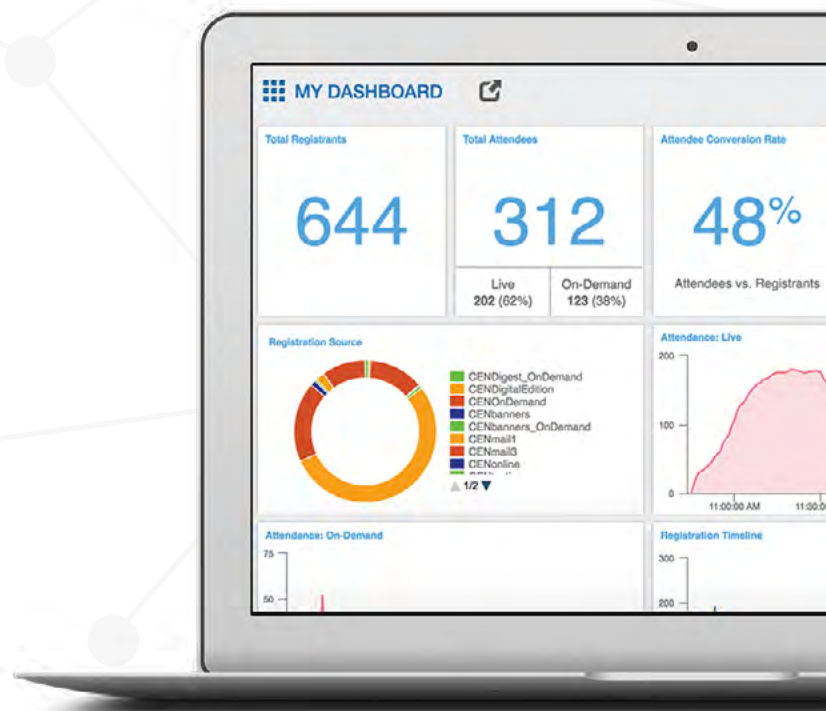 MY DASHBOARD
Total Registrants
644
Total Attendees
312
Live
202 (62%)
On-Demand
123 (38%)
Attendee Conversion Rate
48%
Attendees vs. Registrants
Registration Source
CENDigest_OnDemand
CENDigitalEdition
CENOnDemand
CENbanners
CENbanners_OnDemand
CENmail1
CENmail3
CENonline
1/2
Attendance: Live
200
100
0
11:00:00 AM
Attendance: On-Demand
75
50
Registration Timeline
300
200